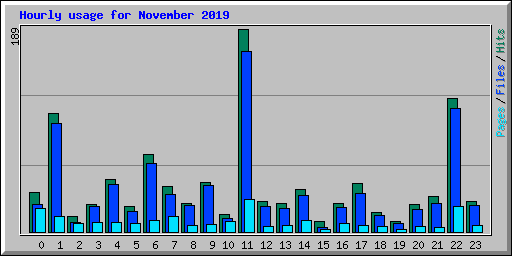 Hourly usage for November 2019
189
Pages / Files / Hits
0 1 2 3 4 5 6 7 8 9 10 11 12 13 14 15 16 17 18 19 20 21 22 23